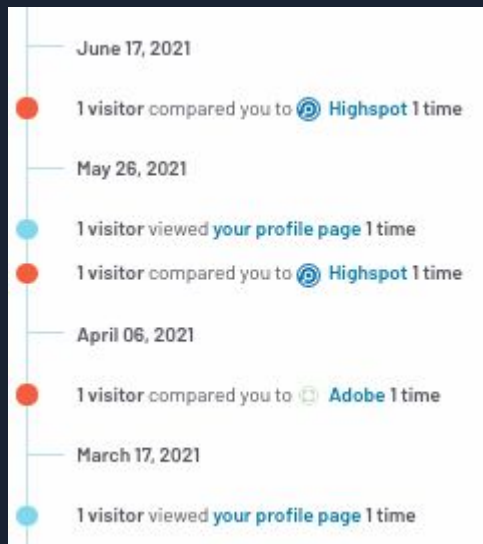 June 17, 2021
1 visitor compared you to Highspot 1 time
May 26, 2021
1 visitor viewed your profile page 1 time
1 visitor compared you to Highspot 1 time
April 06, 2021
1 visitor compared you to Adobe 1 time
March 17, 2021
1 visitor viewed your profile page 1 time